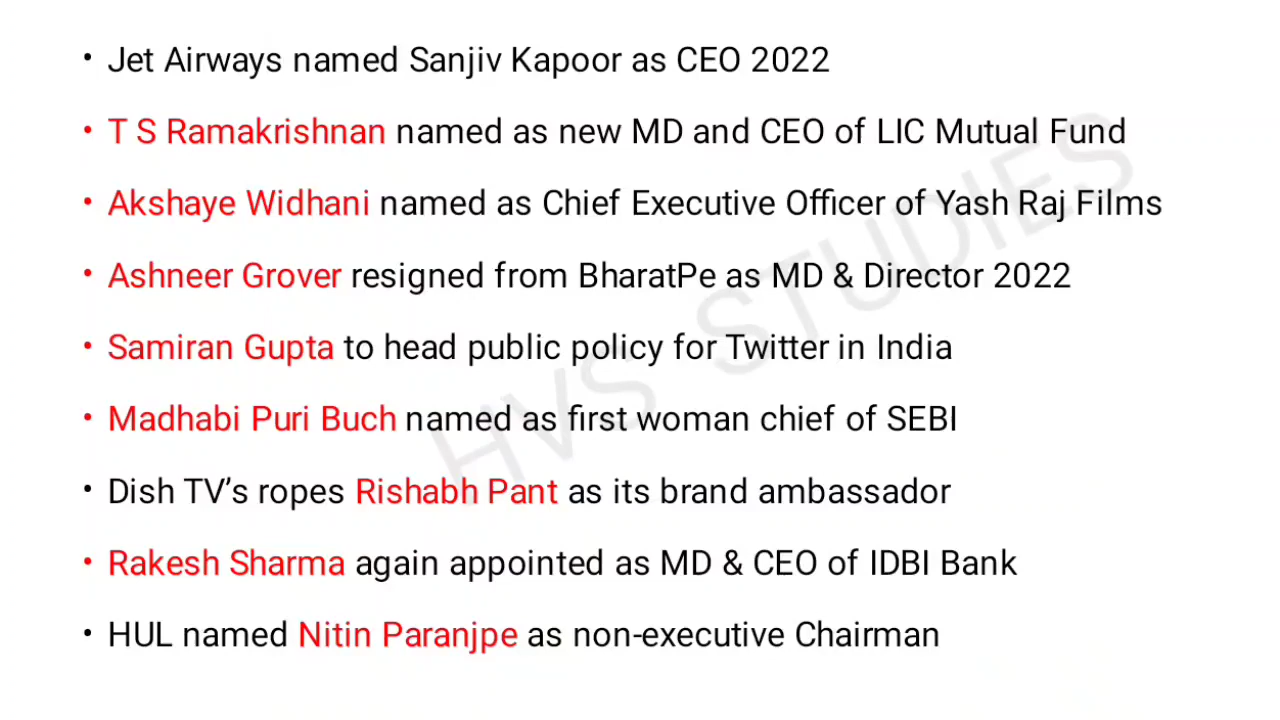 • Jet Airways named Sanjiv Kapoor as CEO 2022
• T S Ramakrishnan named as new MD and CEO of LIC Mutual Fund
• Akshaye Widhani named as Chief Executive Officer of Yash Raj Films
• Ashneer Grover resigned from BharatPe as MD & Director 2022
• Samiran Gupta to head public policy for Twitter in India
• Madhabi Puri Buch named as first woman chief of SEBI
• Dish TV’s ropes Rishabh Pant as its brand ambassador
• Rakesh Sharma again appointed as MD & CEO of IDBI Bank
• HUL named Nitin Paranjpe as non-executive Chairman
HVS STUDIES